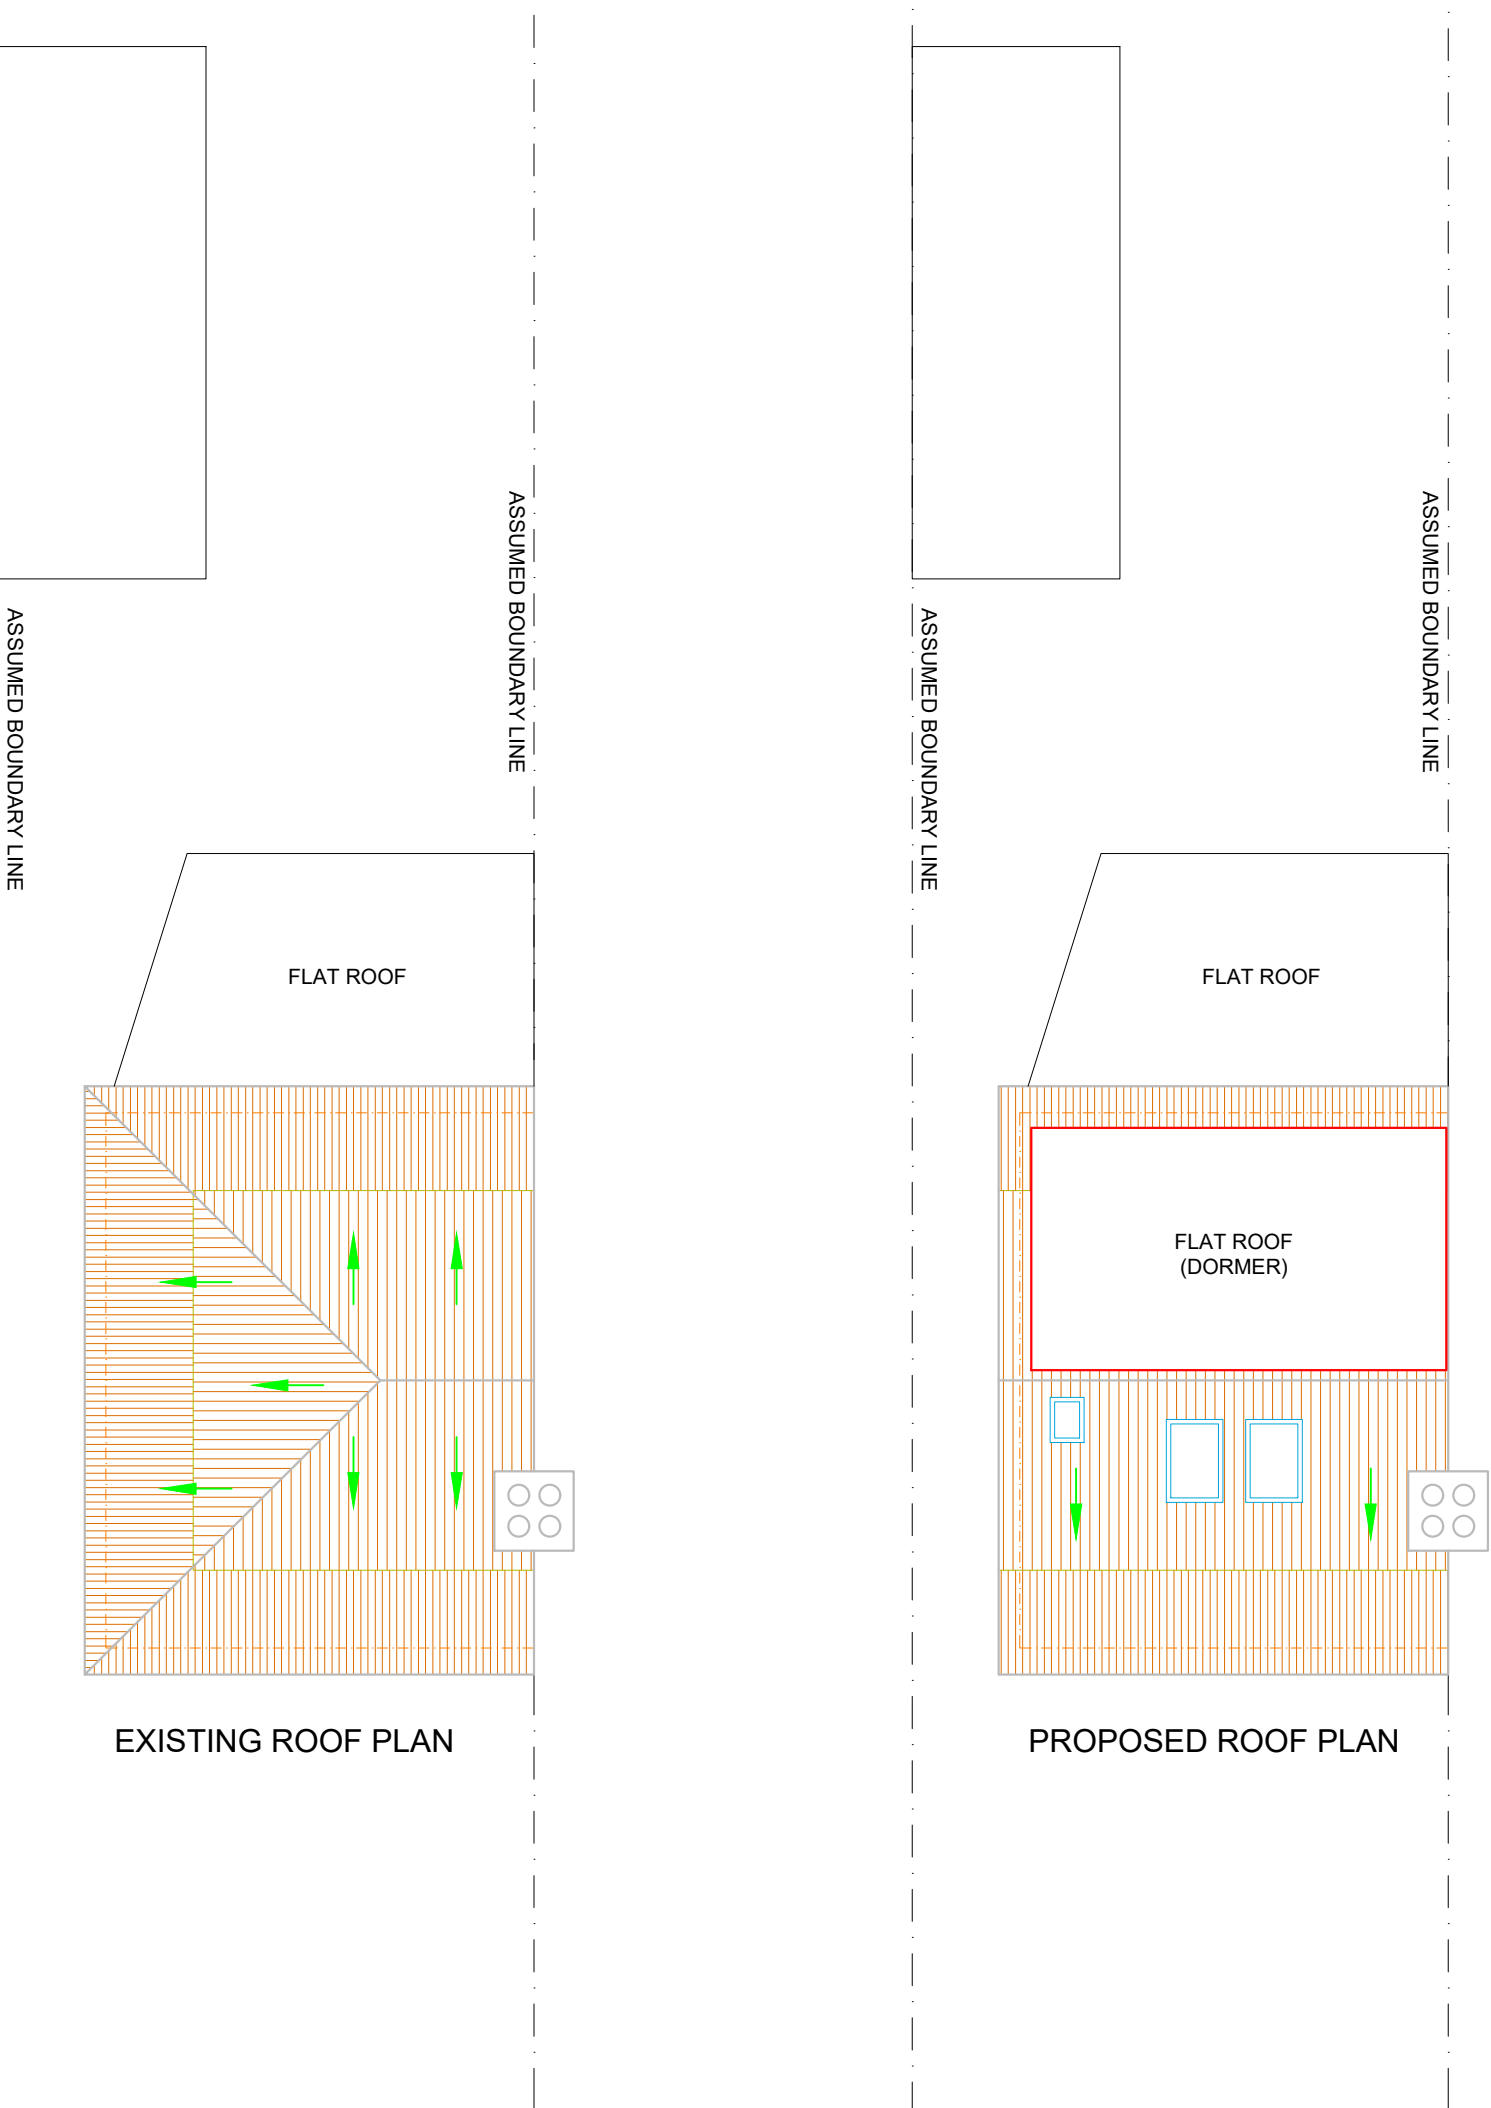 ASSUMED BOUNDARY LINE
ASSUMED BOUNDARY LINE
ASSUMED BOUNDARY LINE
ASSUMED BOUNDARY LINE
FLAT ROOF
FLAT ROOF
FLAT ROOF
(DORMER)
EXISTING ROOF PLAN
PROPOSED ROOF PLAN